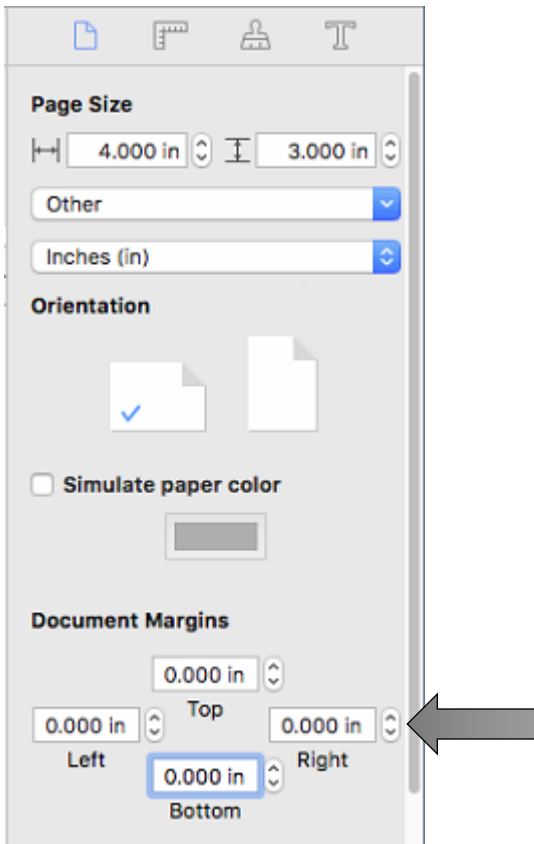 Page Size
4.000 in 3.000 in
Other
Inches (in)
Orientation
Simulate paper color
Document Margins
0.000 in
Top
0.000 in 0.000 in
Left Right
0.000 in
Bottom